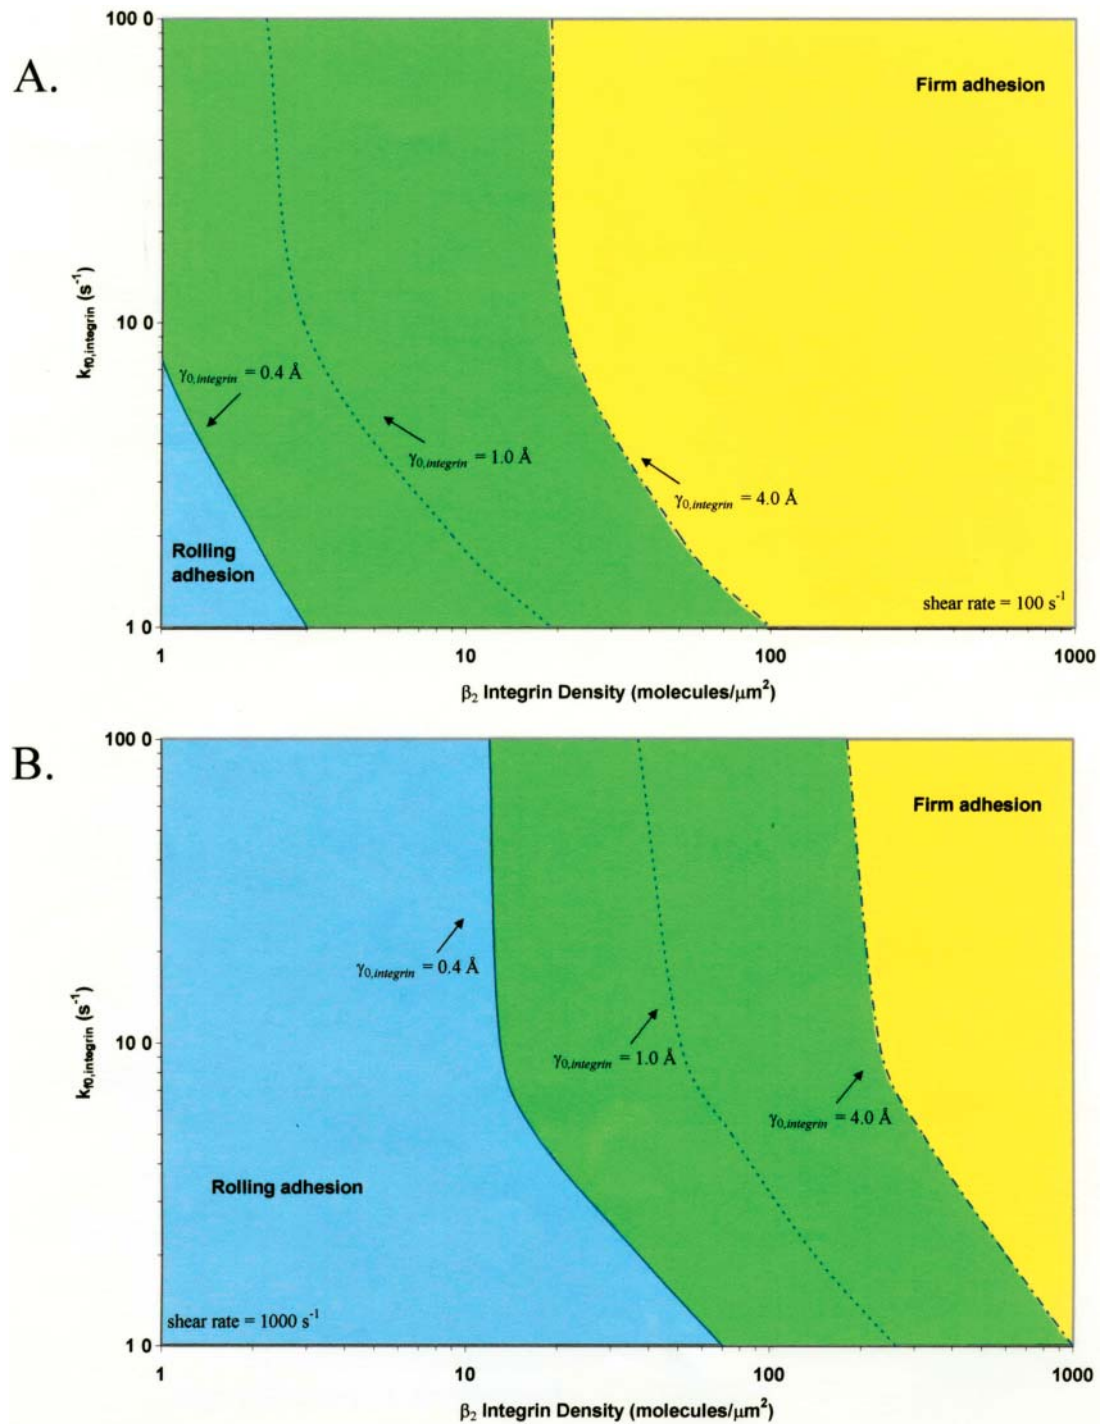 A.
100 0
Firm adhesion
k_f0,integrin (s⁻¹)
10 0
γ₀,integrin = 0.4 Å
γ₀,integrin = 1.0 Å
γ₀,integrin = 4.0 Å
Rolling
adhesion
shear rate = 100 s⁻¹
1 0
1 10 100 1000
β₂ Integrin Density (molecules/μm²)
B.
100 0
Firm adhesion
γ₀,integrin = 0.4 Å
k_f0,integrin (s⁻¹)
10 0
γ₀,integrin = 1.0 Å
γ₀,integrin = 4.0 Å
Rolling adhesion
shear rate = 1000 s⁻¹
1 0
1 10 100 1000
β₂ Integrin Density (molecules/μm²)